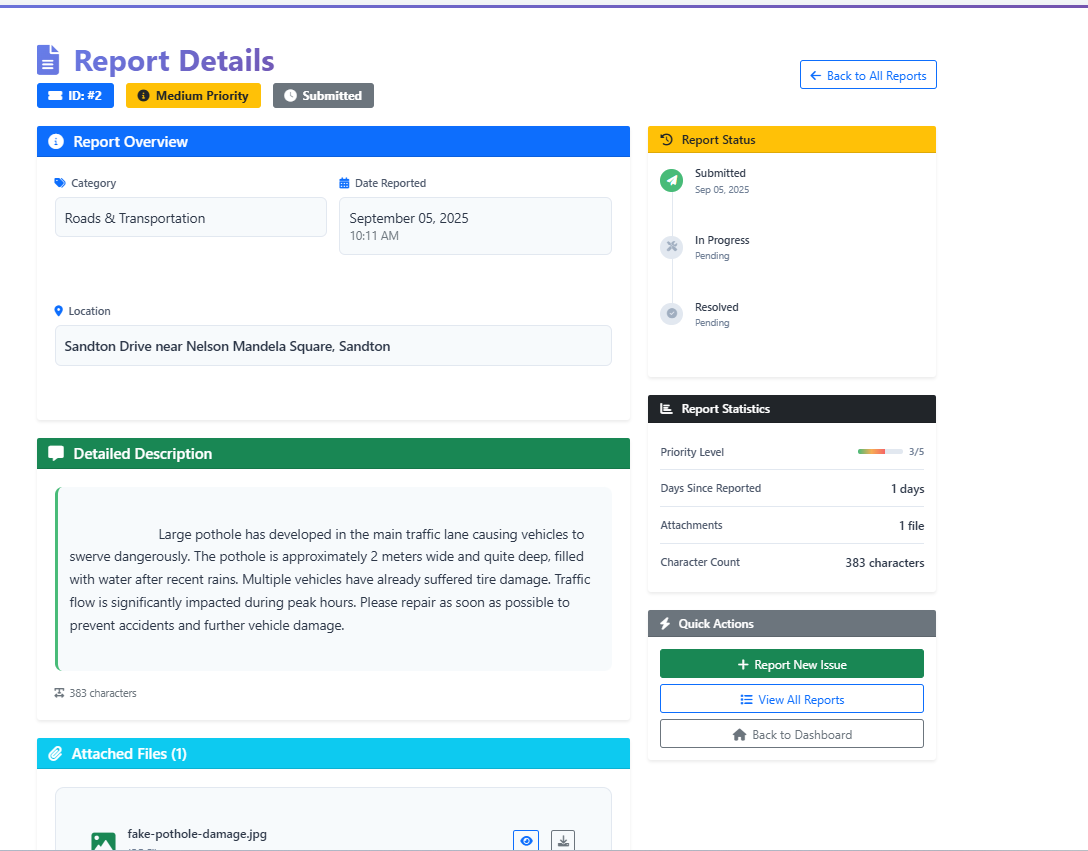 Report Details
ID: #2
Medium Priority
Submitted
Back to All Reports
Report Overview
Category
Roads & Transportation
Date Reported
September 05, 2025
10:11 AM
Location
Sandton Drive near Nelson Mandela Square, Sandton
Detailed Description
Large pothole has developed in the main traffic lane causing vehicles to
swerve dangerously. The pothole is approximately 2 meters wide and quite deep, filled
with water after recent rains. Multiple vehicles have already suffered tire damage. Traffic
flow is significantly impacted during peak hours. Please repair as soon as possible to
prevent accidents and further vehicle damage.
383 characters
Attached Files (1)
fake-pothole-damage.jpg
Report Status
Submitted
Sep 05, 2025
In Progress
Pending
Resolved
Pending
Report Statistics
Priority Level 3/5
Days Since Reported 1 days
Attachments 1 file
Character Count 383 characters
Quick Actions
Report New Issue
View All Reports
Back to Dashboard